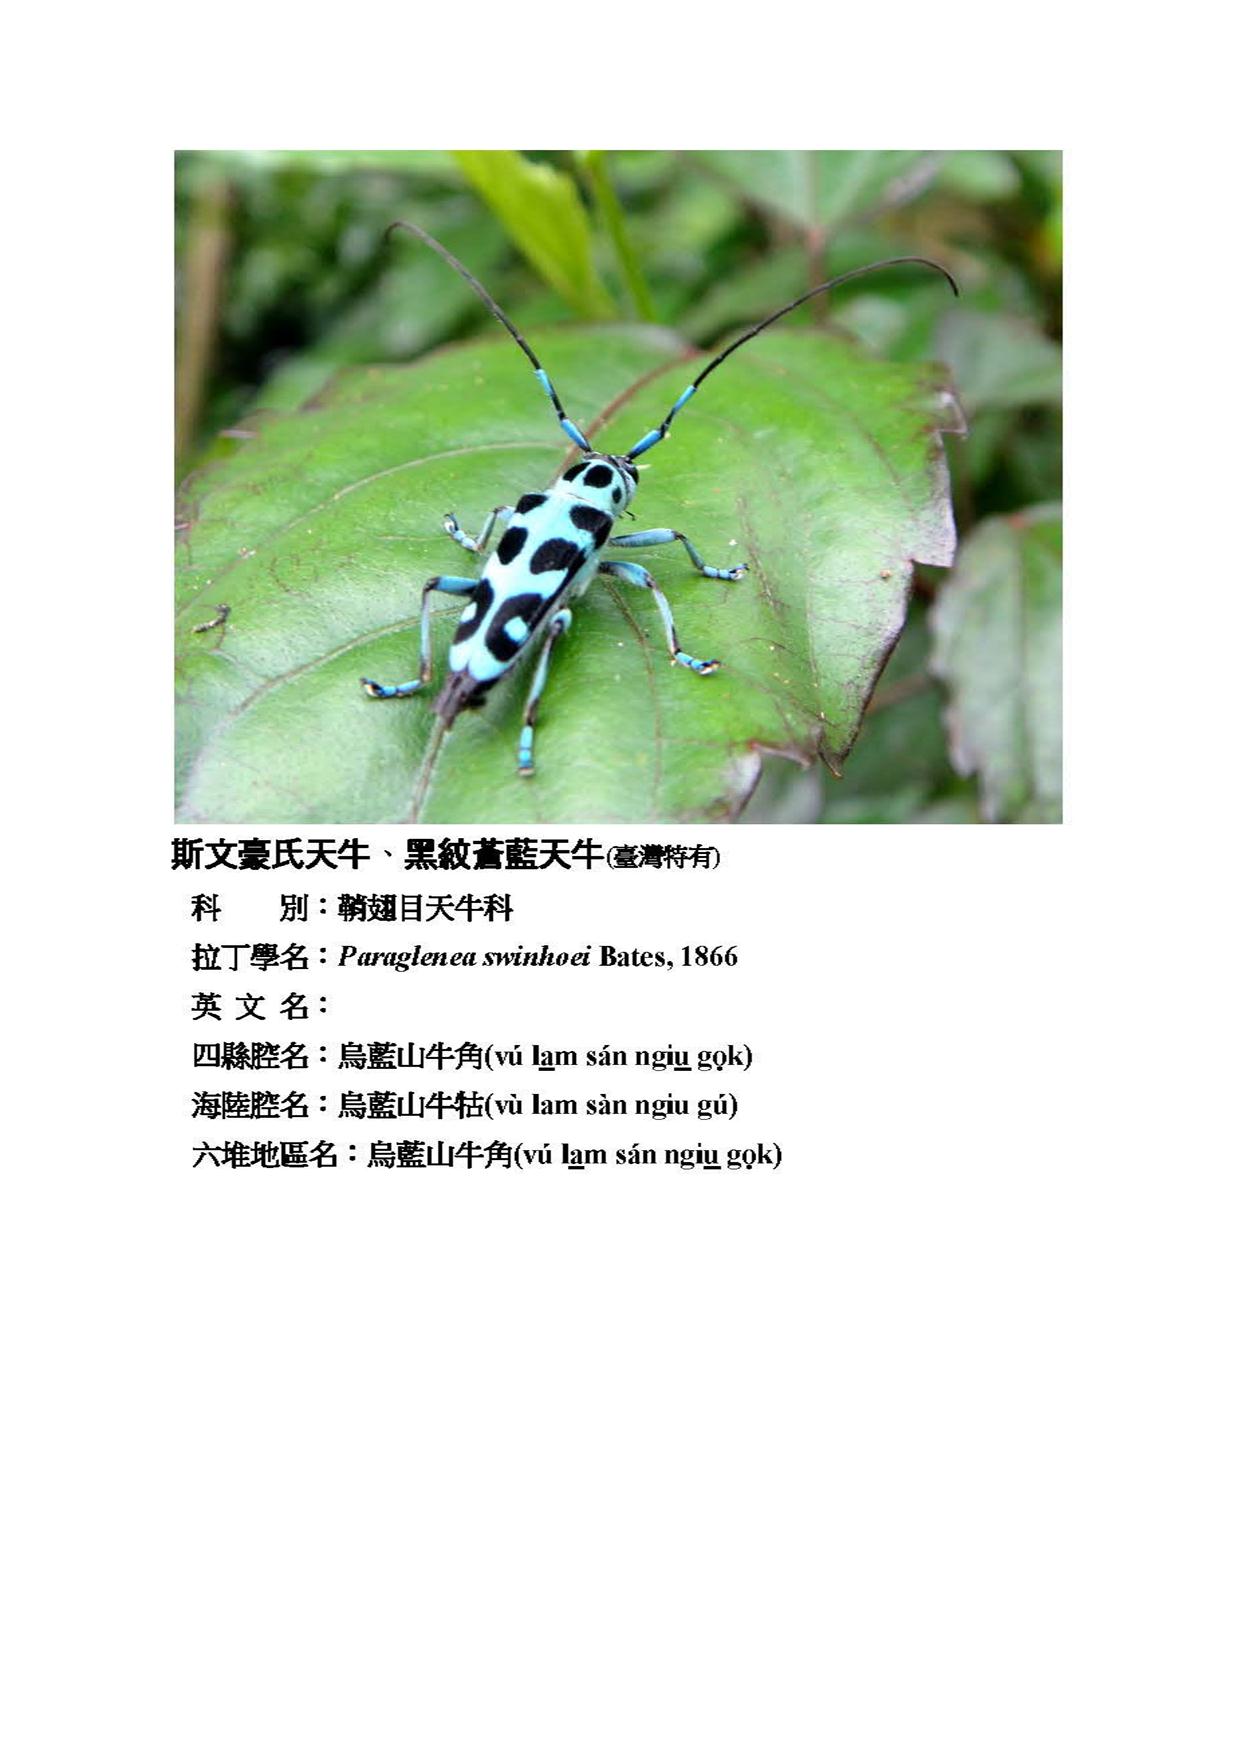 斯文豪氏天牛、黑紋蒼藍天牛(臺灣特有)
科　　別：鞘翅目天牛科
拉丁學名：Paraglenea swinhoei Bates, 1866
英 文 名：
四縣腔名：烏藍山牛角(vú la̲m sán ngiu̲ gọk)
海陸腔名：烏藍山牛牯(vù lam sàn ngiu gú)
六堆地區名：烏藍山牛角(vú la̲m sán ngiu̲ gọk)